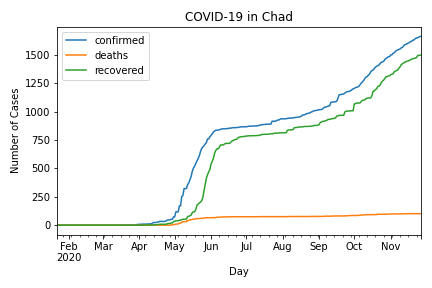 COVID-19 in Chad
confirmed
deaths
recovered
Number of Cases
1500
1250
1000
750
500
250
0
Feb Mar Apr May Jun Jul Aug Sep Oct Nov
2020
Day